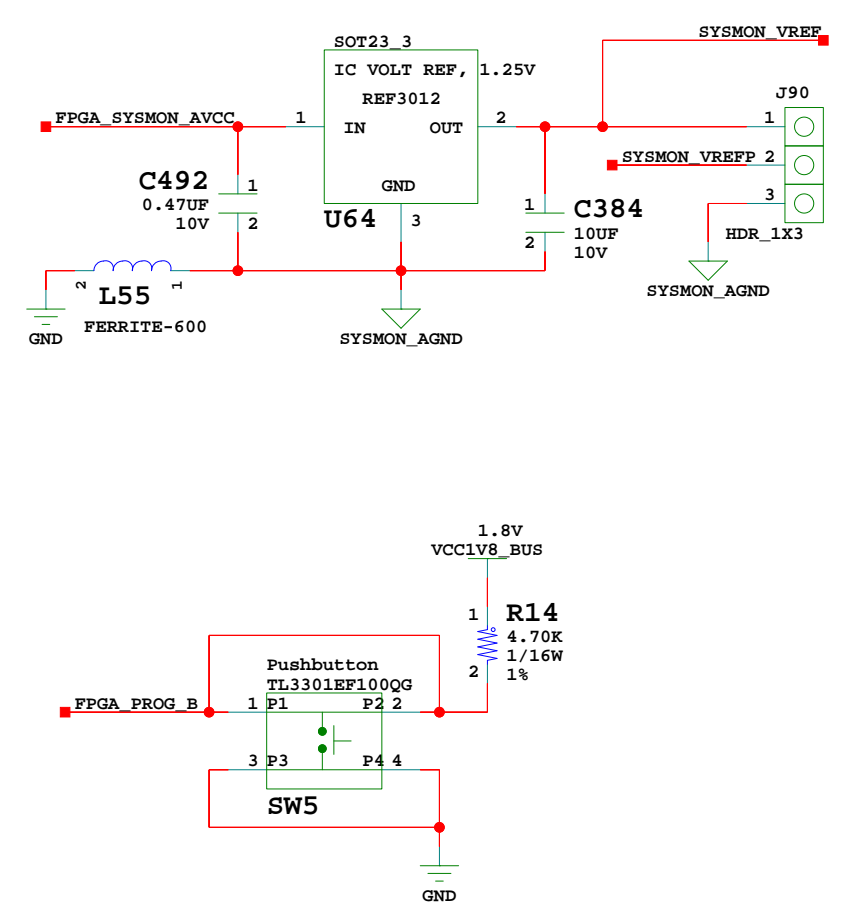 SYSMON_VREF
SOT23_3
IC VOLT REF, 1.25V
REF3012
J90
FPGA_SYSMON_AVCC
1
IN
OUT
2
1
SYSMON_VREFP
2
GND
C492
1
0.47UF
10V
2
U64
3
1
C384
2
10UF
10V
3
HDR_1X3
SYSMON_AGND
2
L55
1
FERRITE-600
GND
SYSMON_AGND
1.8V
VCC1V8_BUS
1
R14
4.70K
1/16W
2
1%
Pushbutton
TL3301EF100QG
FPGA_PROG_B
1
P1
P2
2
3
P3
P4
4
SW5
GND